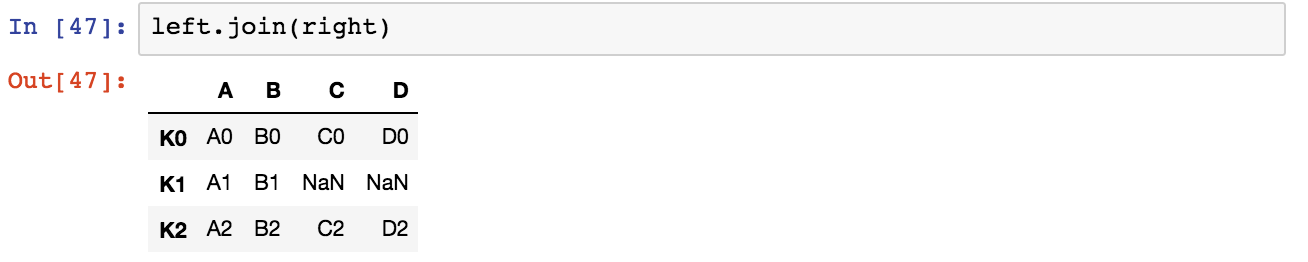 In [47]: left.join(right)
Out[47]:
A B C D
K0 A0 B0 C0 D0
K1 A1 B1 NaN NaN
K2 A2 B2 C2 D2